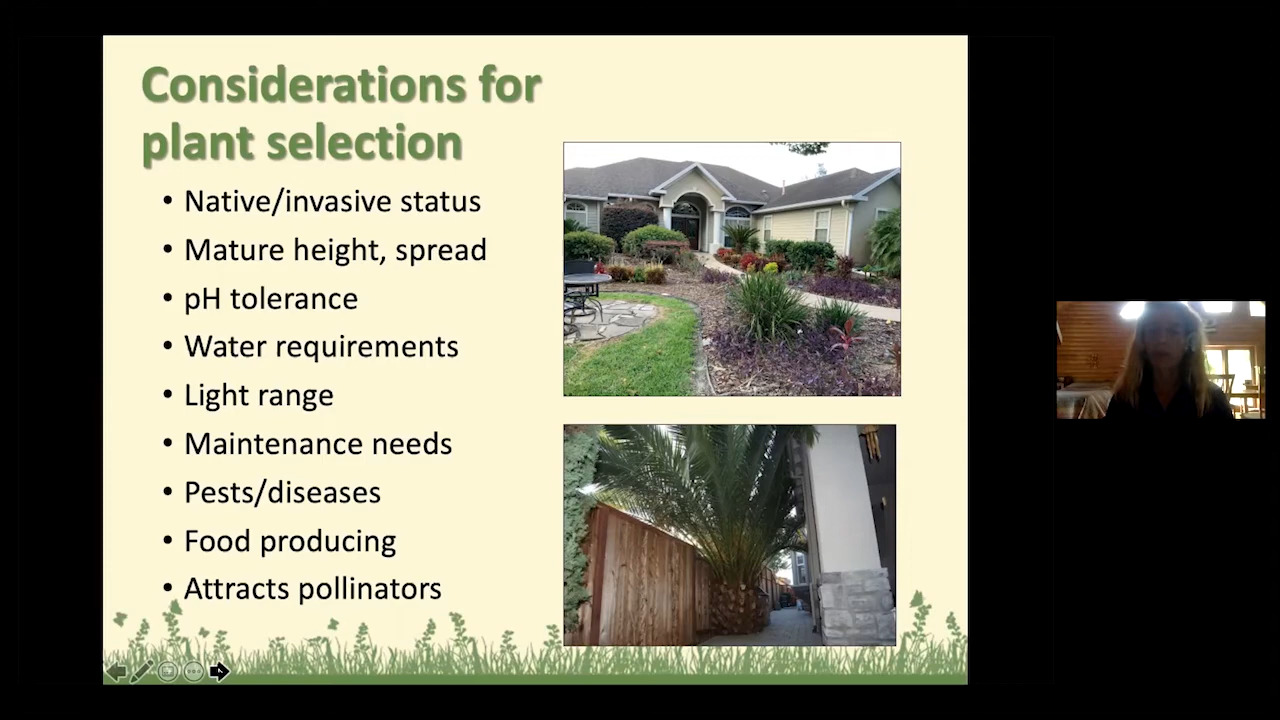 Considerations for
plant selection
• Native/invasive status
• Mature height, spread
• pH tolerance
• Water requirements
• Light range
• Maintenance needs
• Pests/diseases
• Food producing
• Attracts pollinators